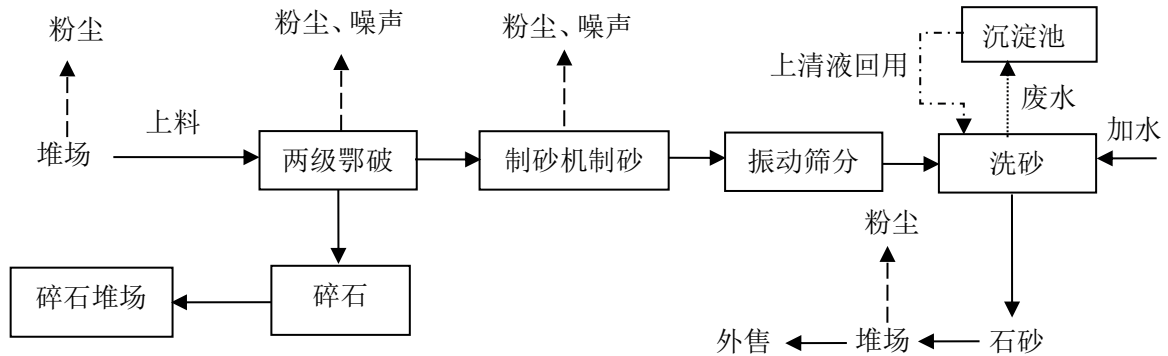 粉尘
粉尘、噪声
粉尘、噪声
沉淀池
上清液回用
废水
加水
上料
堆场
两级鄂破
制砂机制砂
振动筛分
洗砂
粉尘
碎石堆场
碎石
外售
堆场
石砂